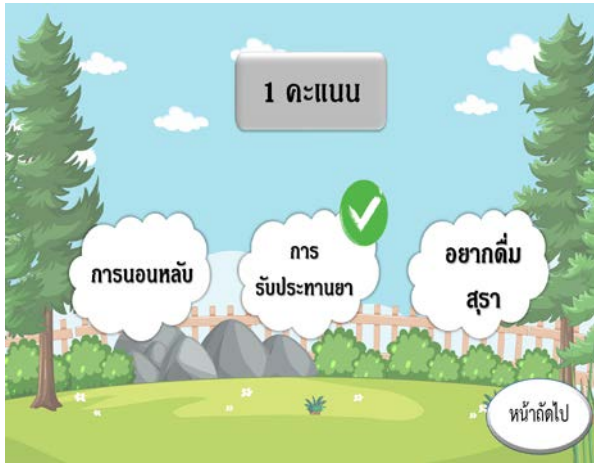 1 คะแนน
การนอนหลับ
การ
รับประทานยา
อยากดื่ม
สุรา
หน้าถัดไป